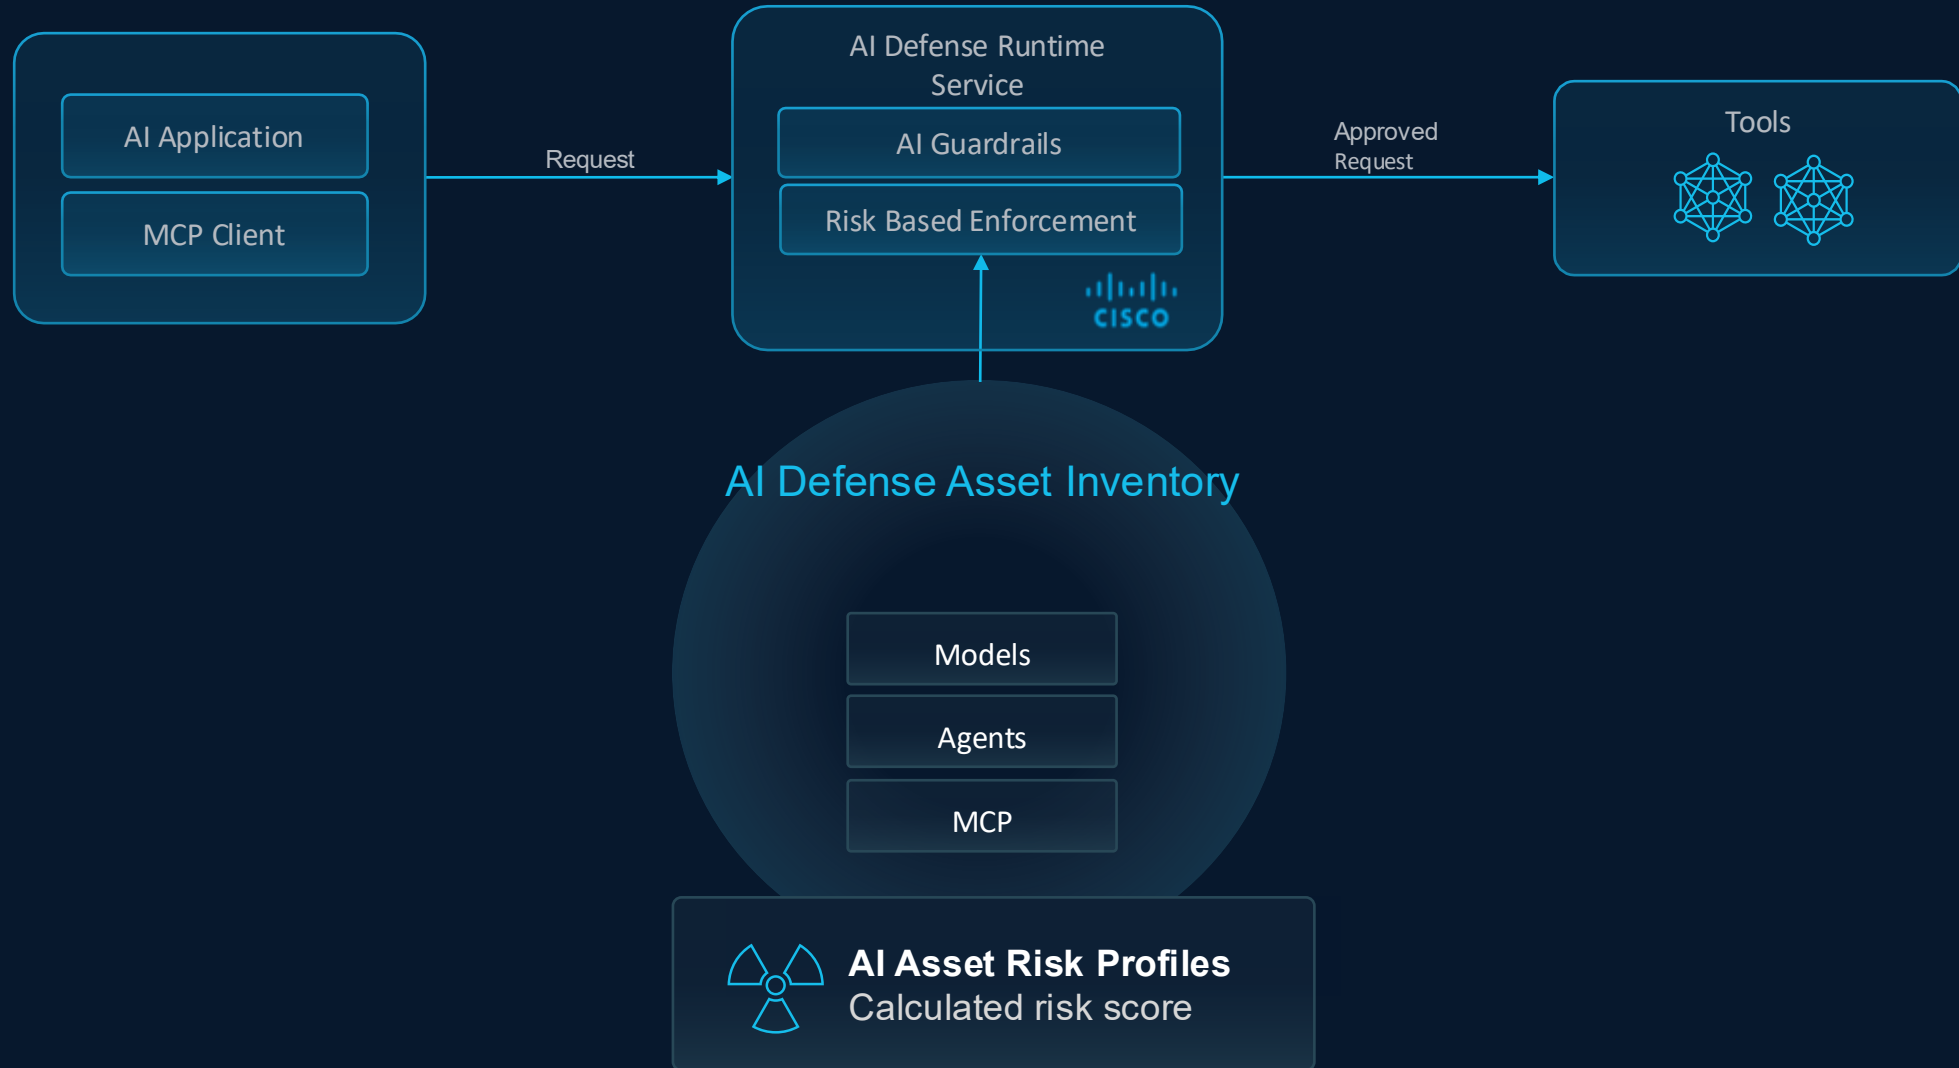 AI Application
MCP Client
Request
AI Defense Runtime
Service
AI Guardrails
Risk Based Enforcement
CISCO
Approved
Request
Tools
AI Defense Asset Inventory
Models
Agents
MCP
AI Asset Risk Profiles
Calculated risk score